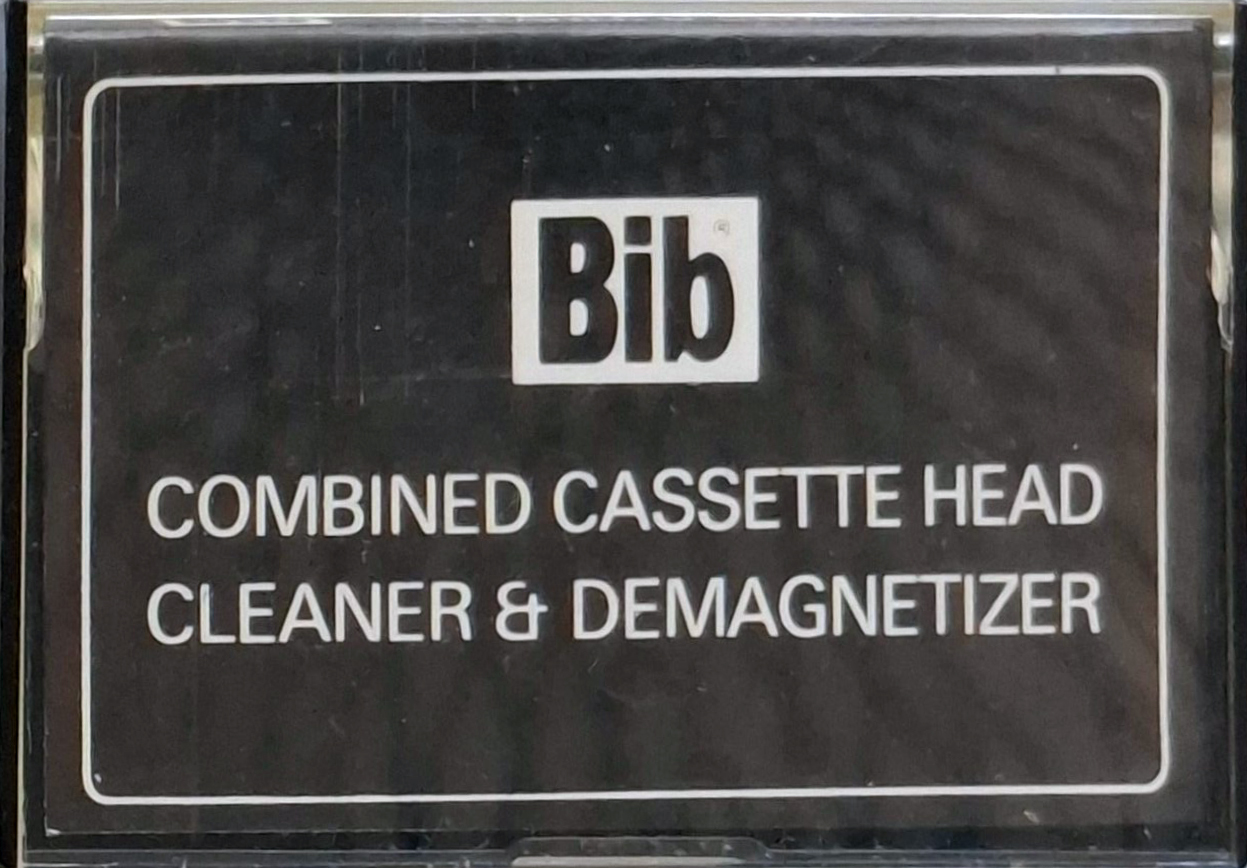 Bib®
COMBINED CASSETTE HEAD
CLEANER & DEMAGNETIZER